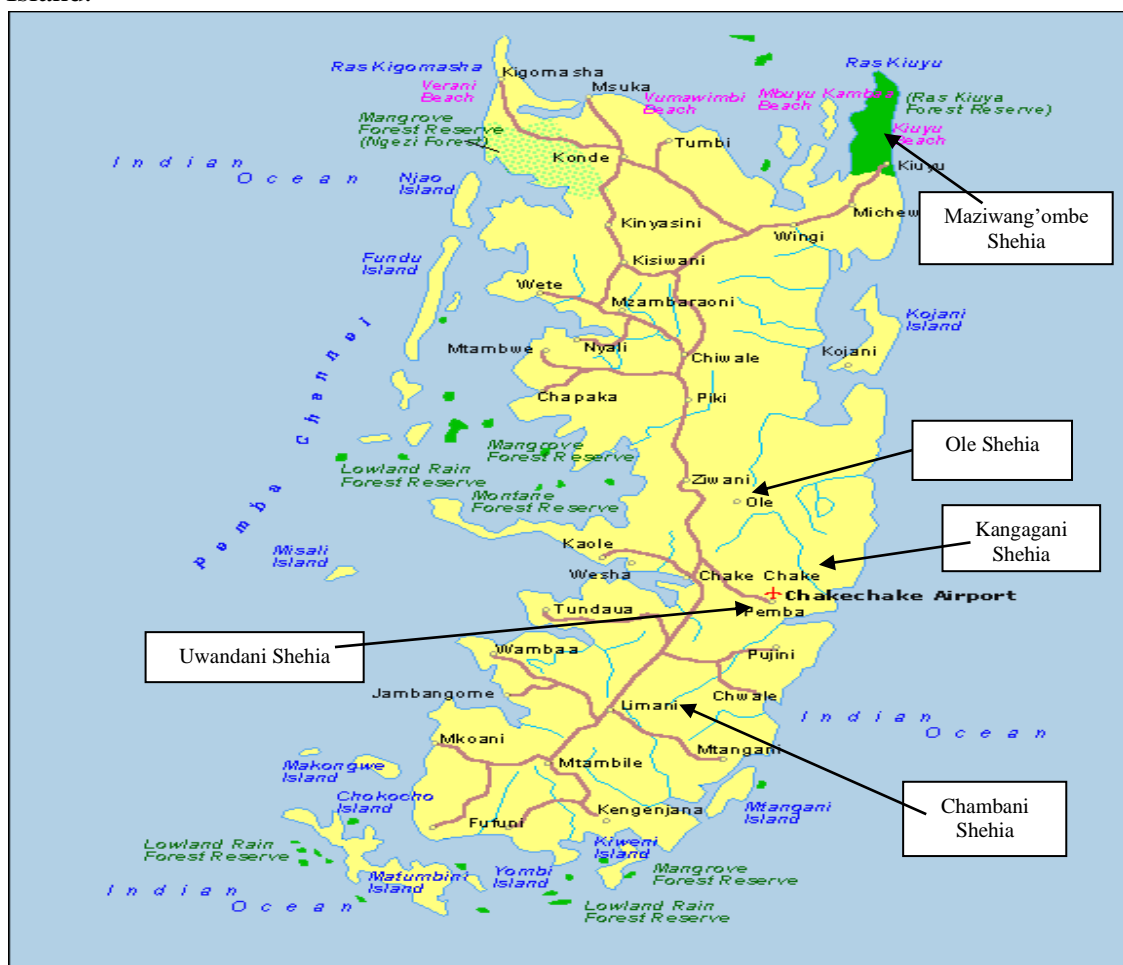 Island.
Ras Kigomasha
Kigomasha
Verani
Beach
Msuka
Vumawimbi
Beach
Mbuyu Kambaa
Beach
Ras Kiuyu
(Ras Kiuya
Forest Reserve)
Kiuyu
Beach
Kiuyu
Mangrove
Forest Reserve
(Ngezi Forest)
Tumbi
Konde
Indian
Ocean
Njao
Island
Michew
Maziwang’ombe
Shehia
Kinyasini
Wingi
Fundu
Island
Kisiwani
Wete
Mzambaraoni
Kojani
Island
Kojani
Nyali
Mtambwe
Chiwale
Chapaka
Piki
Pemba Channel
Mangrove
Forest Reserve
Lowland Rain
Forest Reserve
Montane
Forest Reserve
Ziwani
Ole
Ole Shehia
Kangagani
Shehia
Misali
Island
Kaole
Wesha
Chake Chake
Chakechake Airport
Pemba
Tundaua
Uwandani Shehia
Wambaa
Pujini
Jambangome
Chwale
Limani
Indian
Ocean
Mkoani
Mtangani
Makongwe
Island
Mtambile
Chokocho
Island
Kengenjana
Mtangani
Island
Chambani
Shehia
Fufuni
Kiweni
Island
Lowland Rain
Forest Reserve
Matumbini
Island
Yombi
Island
Mangrove
Forest Reserve
Indian
Ocean
Lowland Rain
Forest Reserve